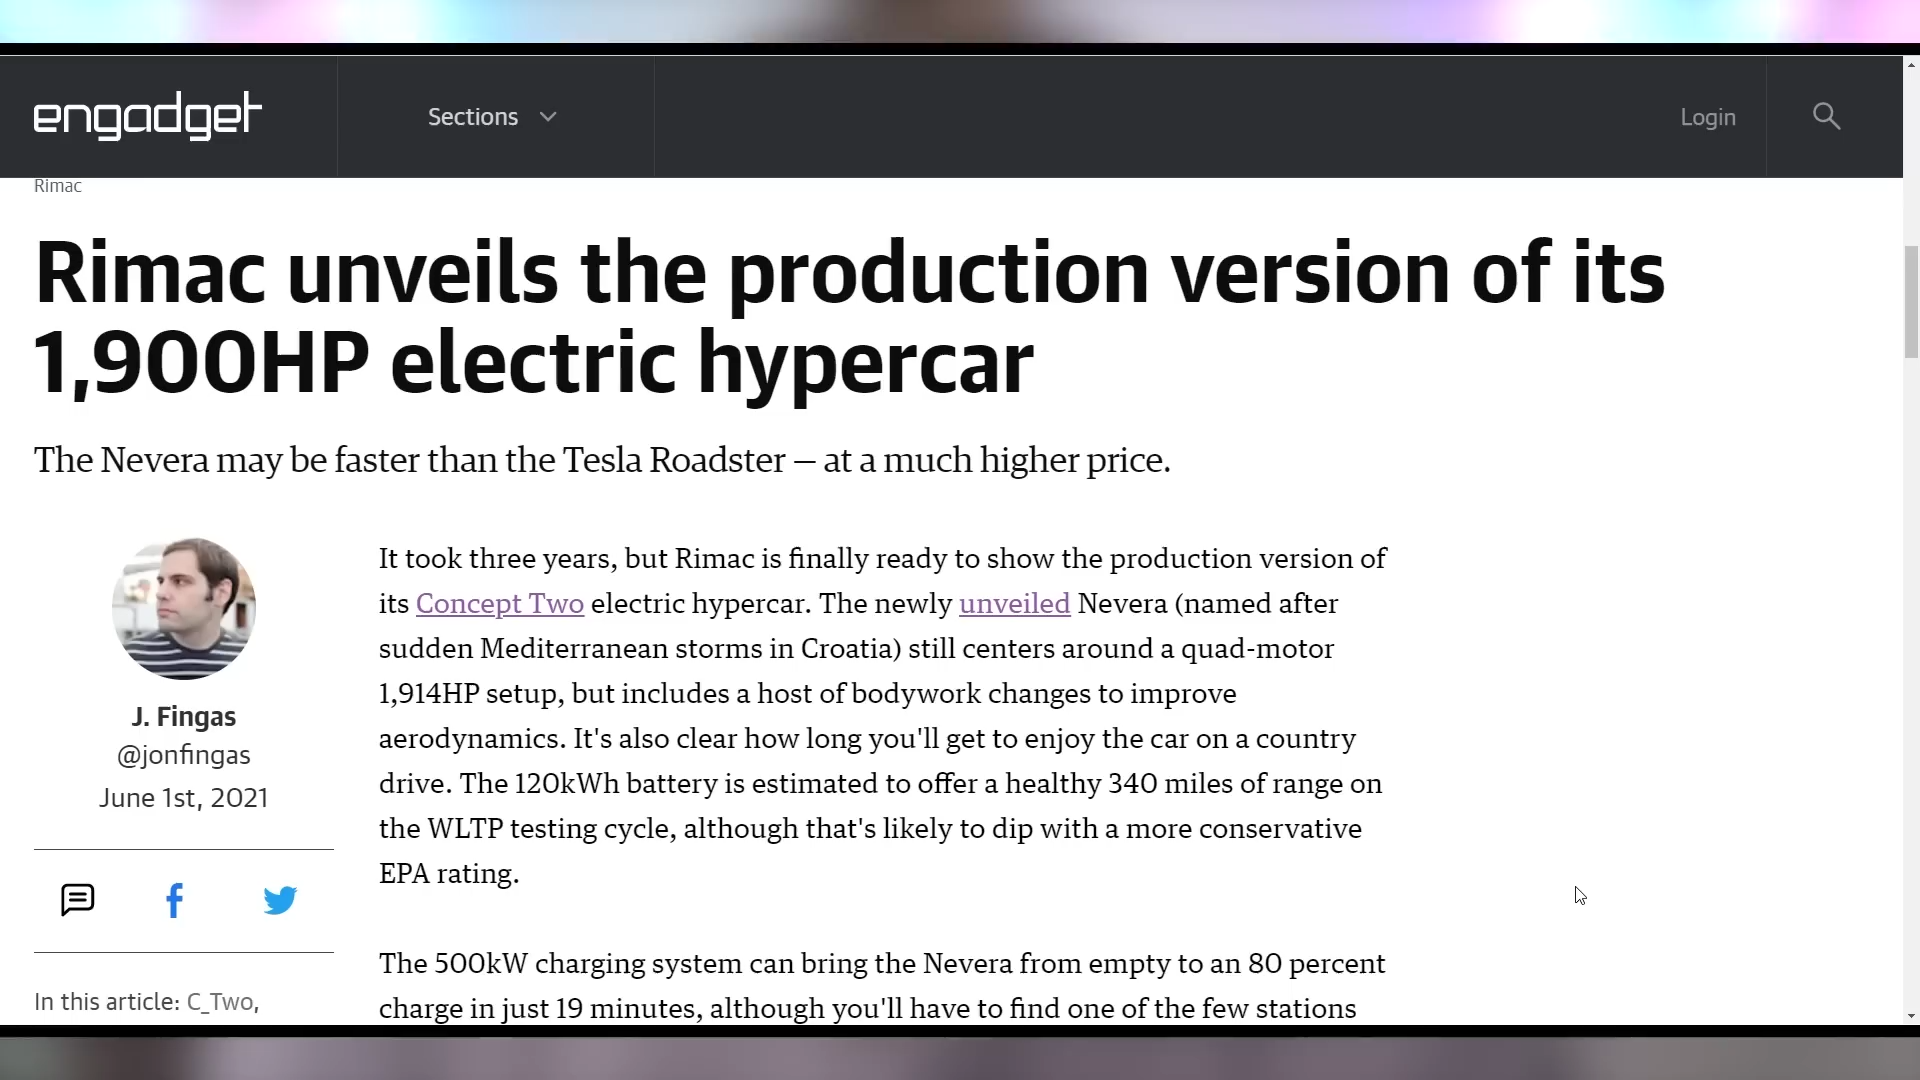 engadget
Sections
Login
Rimac
Rimac unveils the production version of its
1,900HP electric hypercar
The Nevera may be faster than the Tesla Roadster — at a much higher price.
J. Fingas
@jonfingas
June 1st, 2021
In this article: C_Two,
It took three years, but Rimac is finally ready to show the production version of
its Concept Two electric hypercar. The newly unveiled Nevera (named after
sudden Mediterranean storms in Croatia) still centers around a quad-motor
1,914HP setup, but includes a host of bodywork changes to improve
aerodynamics. It's also clear how long you'll get to enjoy the car on a country
drive. The 120kWh battery is estimated to offer a healthy 340 miles of range on
the WLTP testing cycle, although that's likely to dip with a more conservative
EPA rating.
The 500kW charging system can bring the Nevera from empty to an 80 percent
charge in just 19 minutes, although you'll have to find one of the few stations